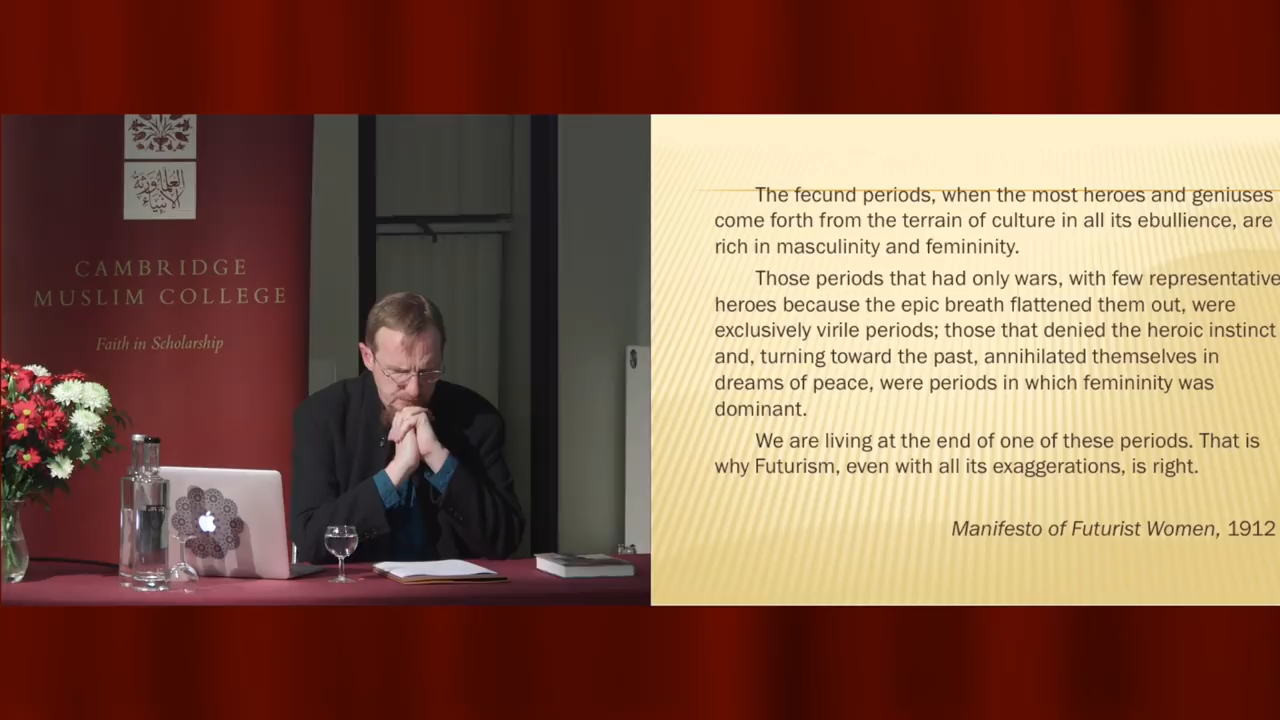 العلماء ورثة
الأنبياء
CAMBRIDGE
MUSLIM COLLEGE
Faith in Scholarship
The fecund periods, when the most heroes and geniuses
come forth from the terrain of culture in all its ebullience, are
rich in masculinity and femininity.
Those periods that had only wars, with few representative
heroes because the epic breath flattened them out, were
exclusively virile periods; those that denied the heroic instinct
and, turning toward the past, annihilated themselves in
dreams of peace, were periods in which femininity was
dominant.
We are living at the end of one of these periods. That is
why Futurism, even with all its exaggerations, is right.
Manifesto of Futurist Women, 1912